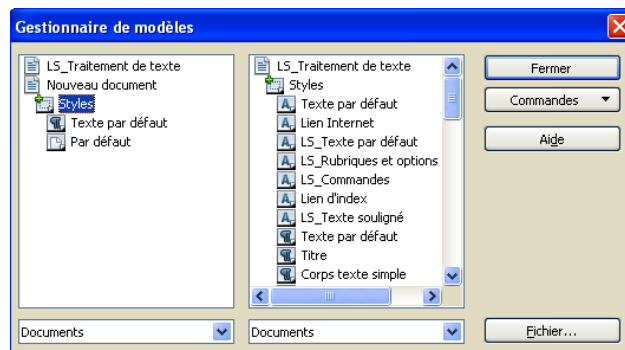 Gestionnaire de modèles
LS_Traitement de texte
Nouveau document
Styles
Texte par défaut
Par défaut
Documents
LS_Traitement de texte
Styles
Texte par défaut
Lien Internet
LS_Texte par défaut
LS_Rubriques et options
LS_Commandes
Lien d'index
LS_Texte souligné
Texte par défaut
Titre
Corps texte simple
Documents
Fermer
Commandes
Aide
Fichier...